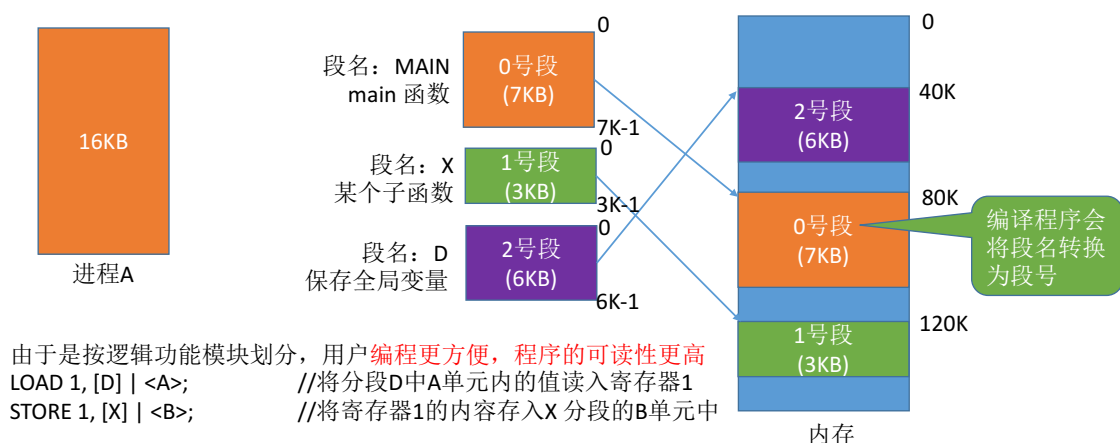 16KB
进程A
段名：MAIN
main 函数
0
0号段
(7KB)
7K-1
段名：X
某个子函数
0
1号段
(3KB)
3K-1
段名：D
保存全局变量
0
2号段
(6KB)
6K-1
0
40K
2号段
(6KB)
80K
0号段
(7KB)
120K
1号段
(3KB)
内存
编译程序会
将段名转换
为段号
由于是按逻辑功能模块划分，用户编程更方便，程序的可读性更高
LOAD 1, [D] | <A>; //将分段D中A单元内的值读入寄存器1
STORE 1, [X] | <B>; //将寄存器1的内容存入X 分段的B单元中